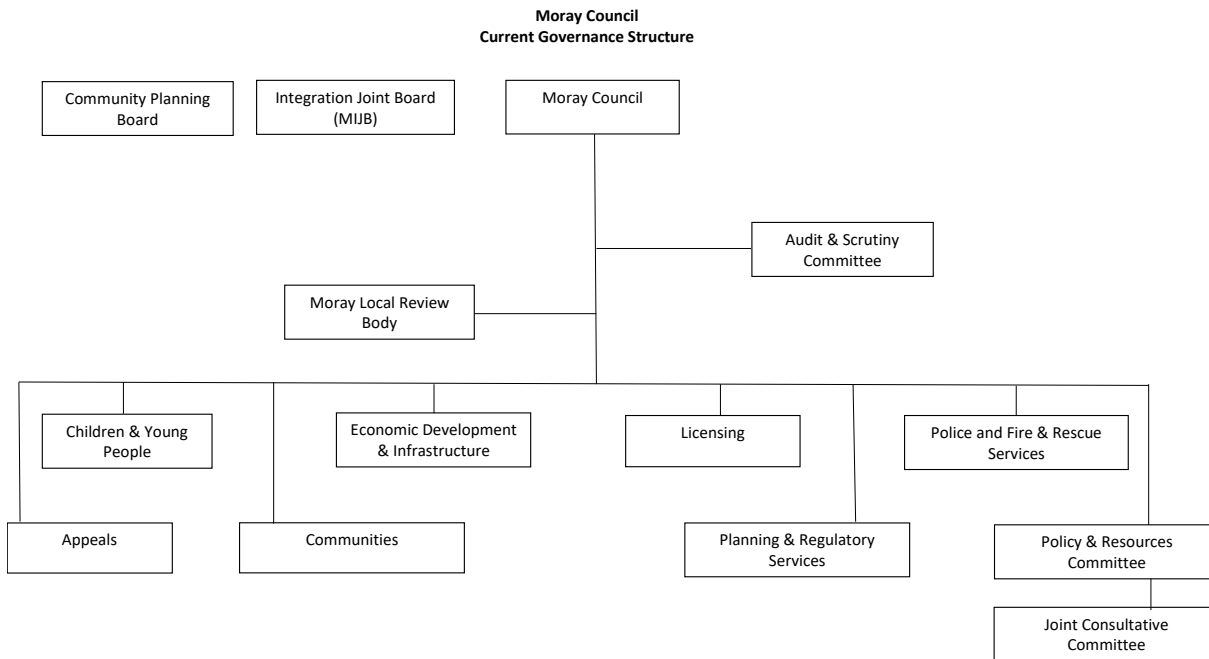 Moray Council
Current Governance Structure
Community Planning
Board
Integration Joint Board
(MIJB)
Moray Council
Audit & Scrutiny
Committee
Moray Local Review
Body
Children & Young
People
Economic Development
& Infrastructure
Licensing
Police and Fire & Rescue
Services
Appeals
Communities
Planning & Regulatory
Services
Policy & Resources
Committee
Joint Consultative
Committee